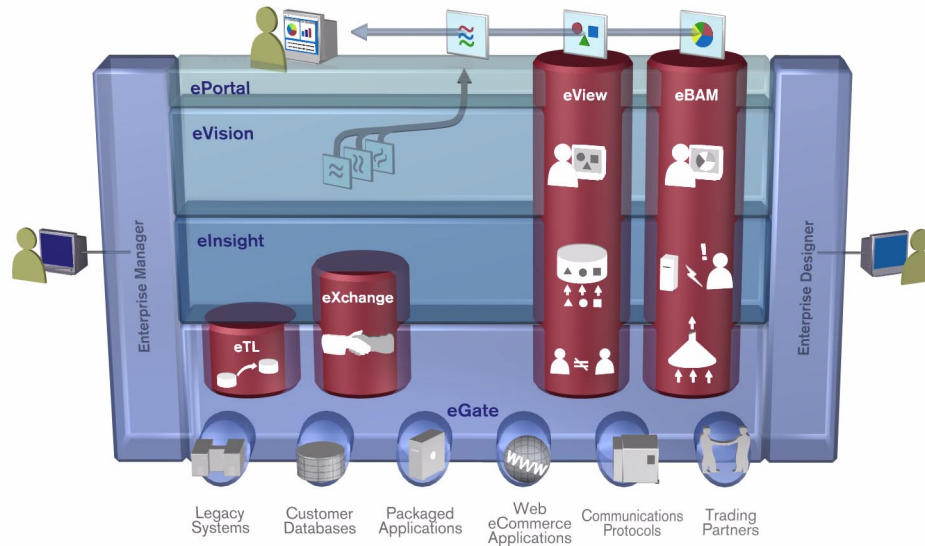 ePortal
eView
eBAM
eVision
eInsight
Enterprise Manager
Enterprise Designer
eXchange
eTL
!
eGate
WWW
Legacy
Systems
Customer
Databases
Packaged
Applications
Web
eCommerce
Applications
Communications
Protocols
Trading
Partners